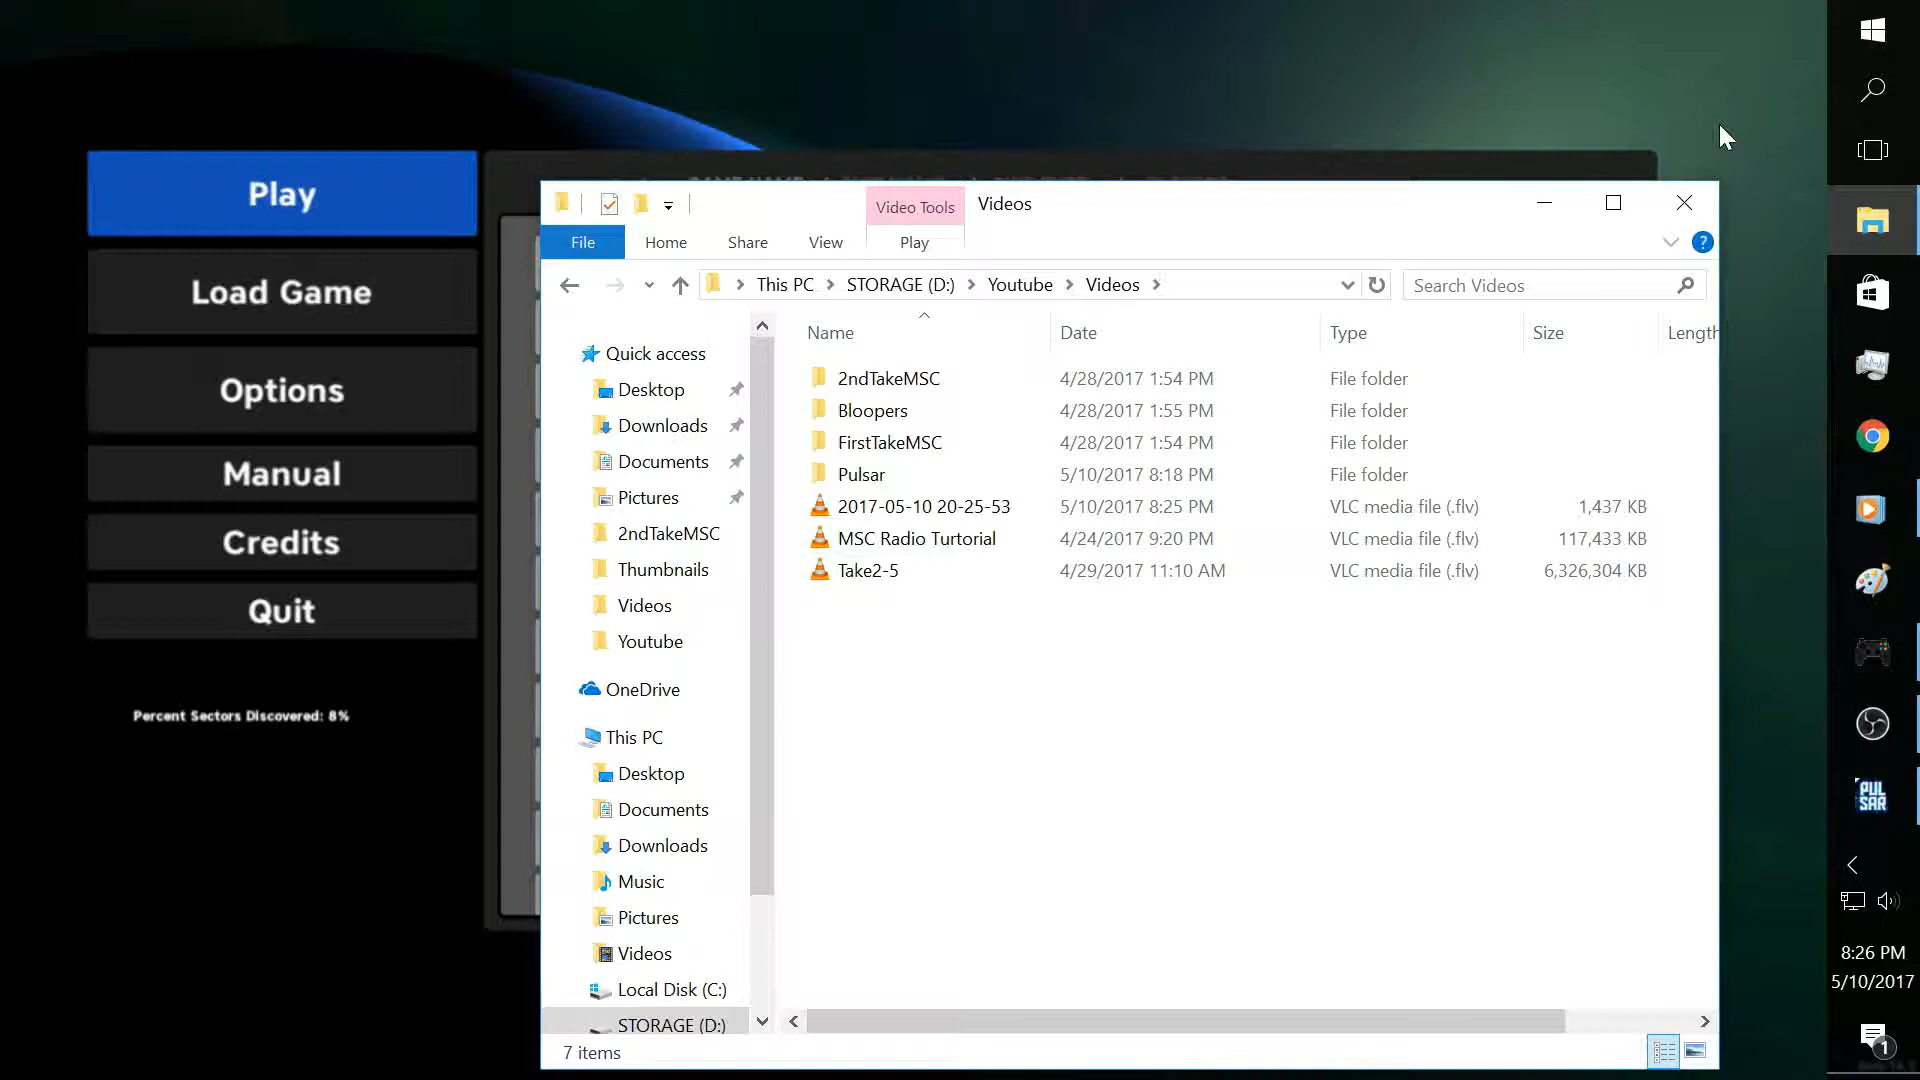 Play
Load Game
Options
Manual
Credits
Quit
Percent Sectors Discovered: 8%
Video Tools
Videos
File
Home
Share
View
Play
?
This PC
STORAGE (D:)
Youtube
Videos
Search Videos
Quick access
Desktop
Downloads
Documents
Pictures
2ndTakeMSC
Thumbnails
Videos
Youtube
OneDrive
This PC
Desktop
Documents
Downloads
Music
Pictures
Videos
Local Disk (C:)
STORAGE (D:)
Name Date Type Size Length
2ndTakeMSC 4/28/2017 1:54 PM File folder
Bloopers 4/28/2017 1:55 PM File folder
FirstTakeMSC 4/28/2017 1:54 PM File folder
Pulsar 5/10/2017 8:18 PM File folder
2017-05-10 20-25-53 5/10/2017 8:25 PM VLC media file (.flv) 1,437 KB
MSC Radio Turtorial 4/24/2017 9:20 PM VLC media file (.flv) 117,433 KB
Take2-5 4/29/2017 11:10 AM VLC media file (.flv) 6,326,304 KB
7 items
PUL
SAR
8:26 PM
5/10/2017
1